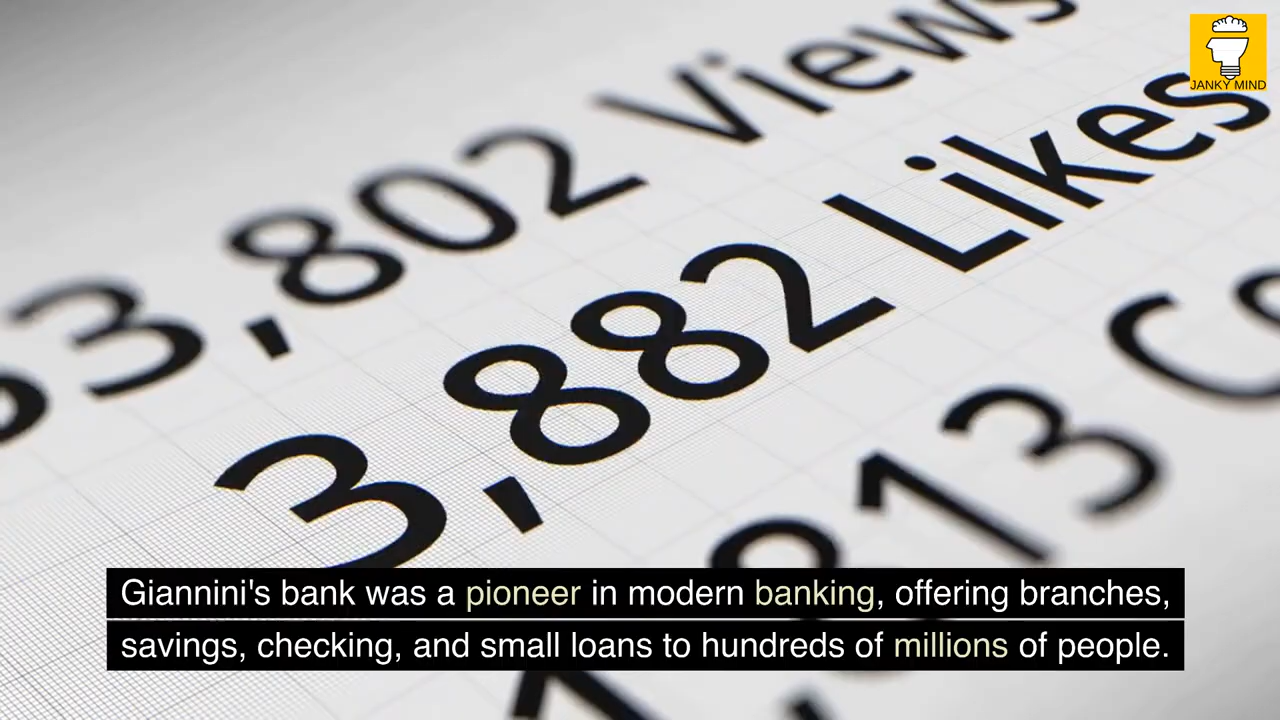 JANKY MIND
3,802 Views
3,882 Likes
813
Giannini's bank was a pioneer in modern banking, offering branches,
savings, checking, and small loans to hundreds of millions of people.